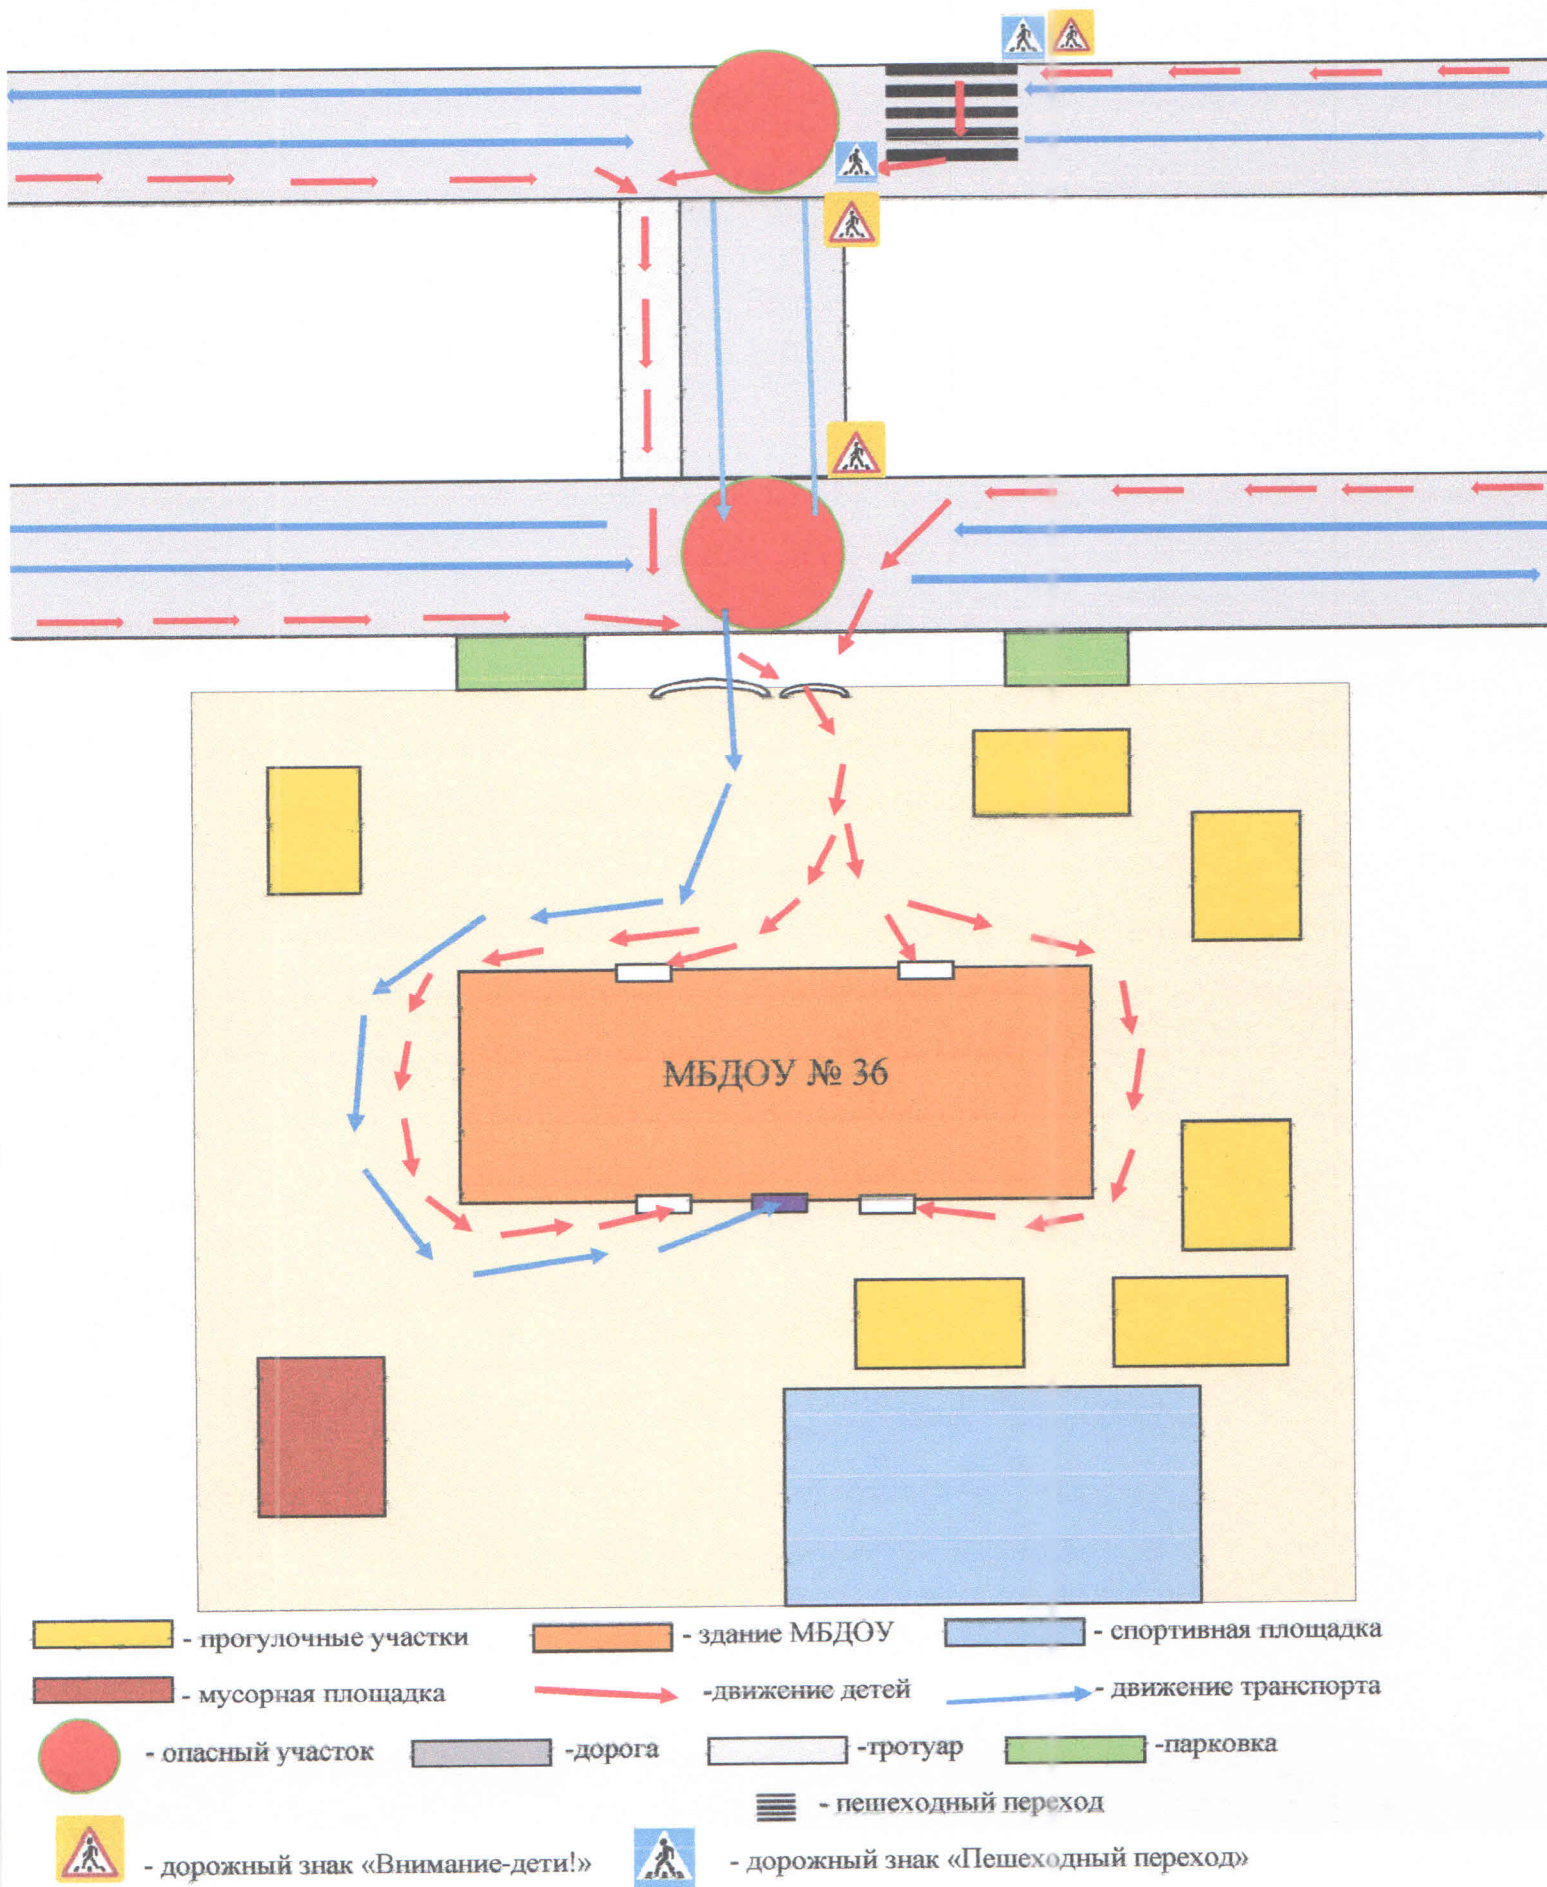 МБДОУ № 36
- прогулочные участки
- здание МБДОУ
- спортивная площадка
- мусорная площадка
-движение детей
- движение транспорта
- опасный участок
-дорога
-тротуар
-парковка
- пешеходный переход
- дорожный знак «Внимание-дети!»
- дорожный знак «Пешеходный переход»